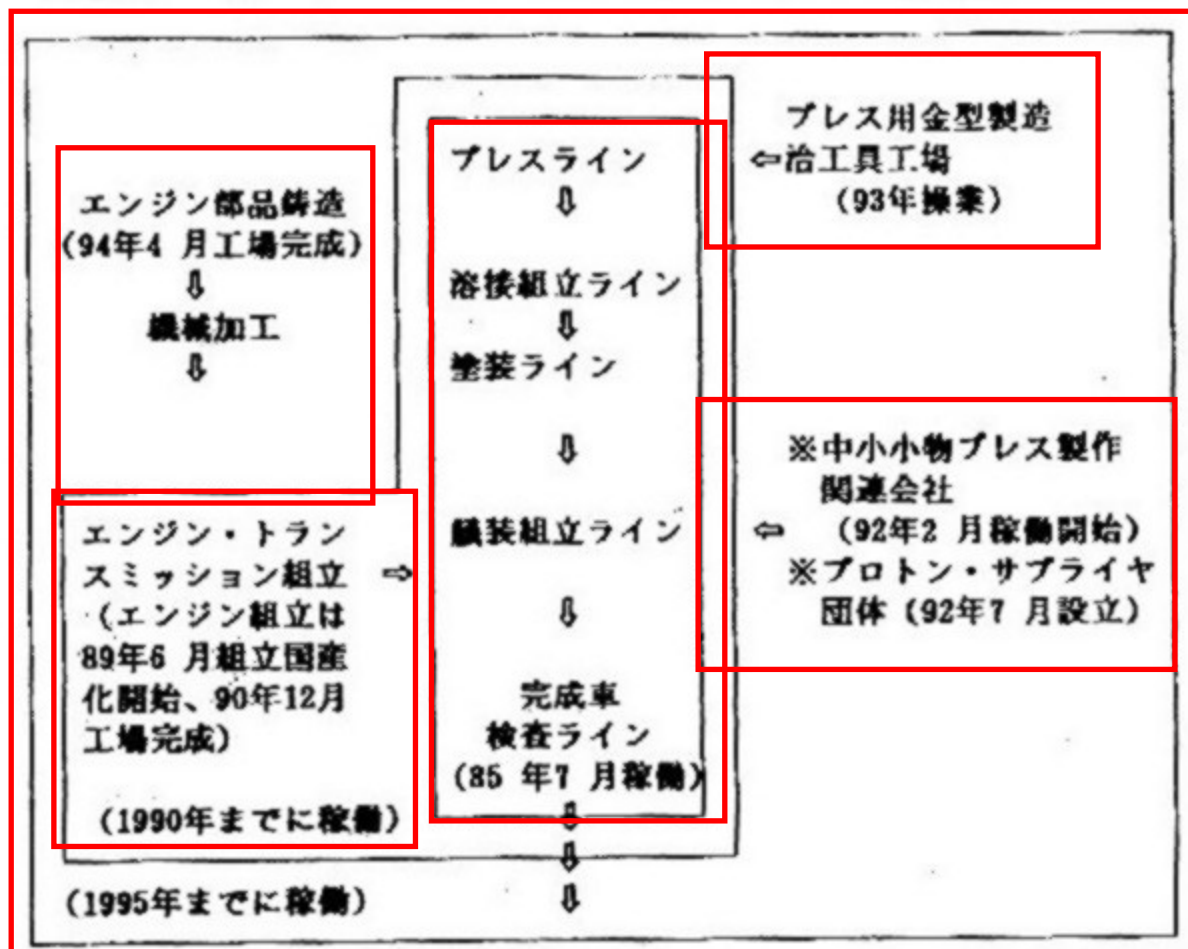 エンジン部品鋳造
(94年4 月工場完成)
⇩
機械加工
⇩
エンジン・トラン
スミッション組立 ⇨
(エンジン組立は
89年6 月組立国産
化開始、90年12月
工場完成)
(1990年までに稼働)
(1995年までに稼働)
プレスライン
⇩
溶接組立ライン
⇩
塗装ライン
⇩
艤装組立ライン
⇩
完成車
検査ライン
(85 年7 月稼働)
⇩
⇩
⇩
プレス用金型製造
⇦治工具工場
(93年操業)
※中小小物プレス製作
関連会社
⇦ (92年2 月稼働開始)
※プロトン・サプライヤ
団体 (92年7 月設立)